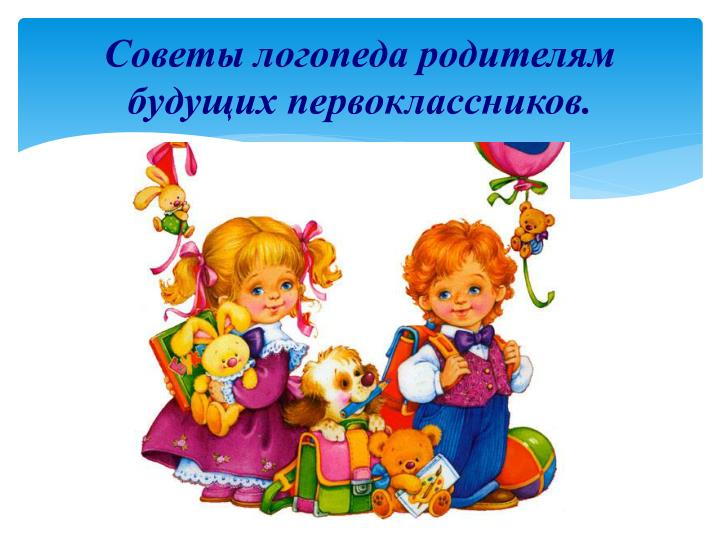 Советы логопеда родителям
будущих первоклассников.